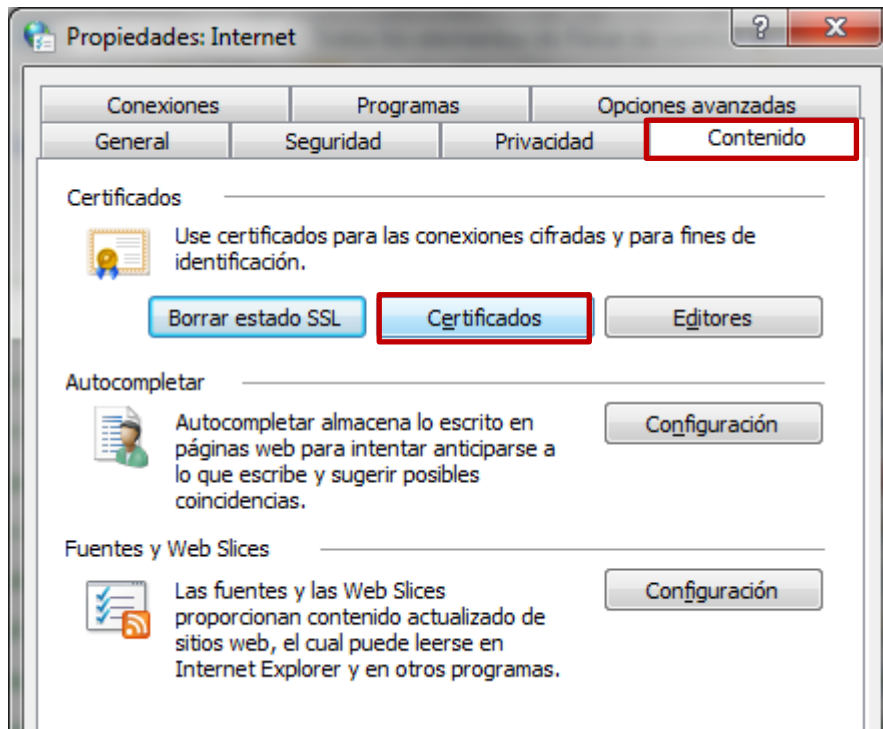 Propiedades: Internet
Conexiones Programas Opciones avanzadas
General Seguridad Privacidad Contenido
Certificados
Use certificados para las conexiones cifradas y para fines de
identificación.
Borrar estado SSL Certificados Editores
Autocompletar
Autocompletar almacena lo escrito en
páginas web para intentar anticiparse a
lo que escribe y sugerir posibles
coincidencias.
Configuración
Fuentes y Web Slices
Las fuentes y las Web Slices
proporcionan contenido actualizado de
sitios web, el cual puede leerse en
Internet Explorer y en otros programas.
Configuración